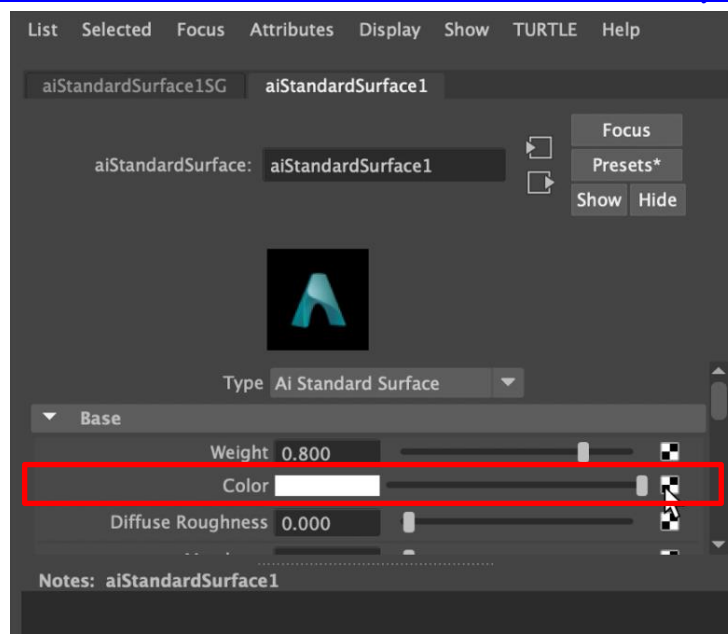 List Selected Focus Attributes Display Show TURTLE Help
aiStandardSurface1SG aiStandardSurface1
Focus
aiStandardSurface: aiStandardSurface1
Presets*
Show Hide
Type Ai Standard Surface
Base
Weight 0.800
Color
Diffuse Roughness 0.000
Notes: aiStandardSurface1